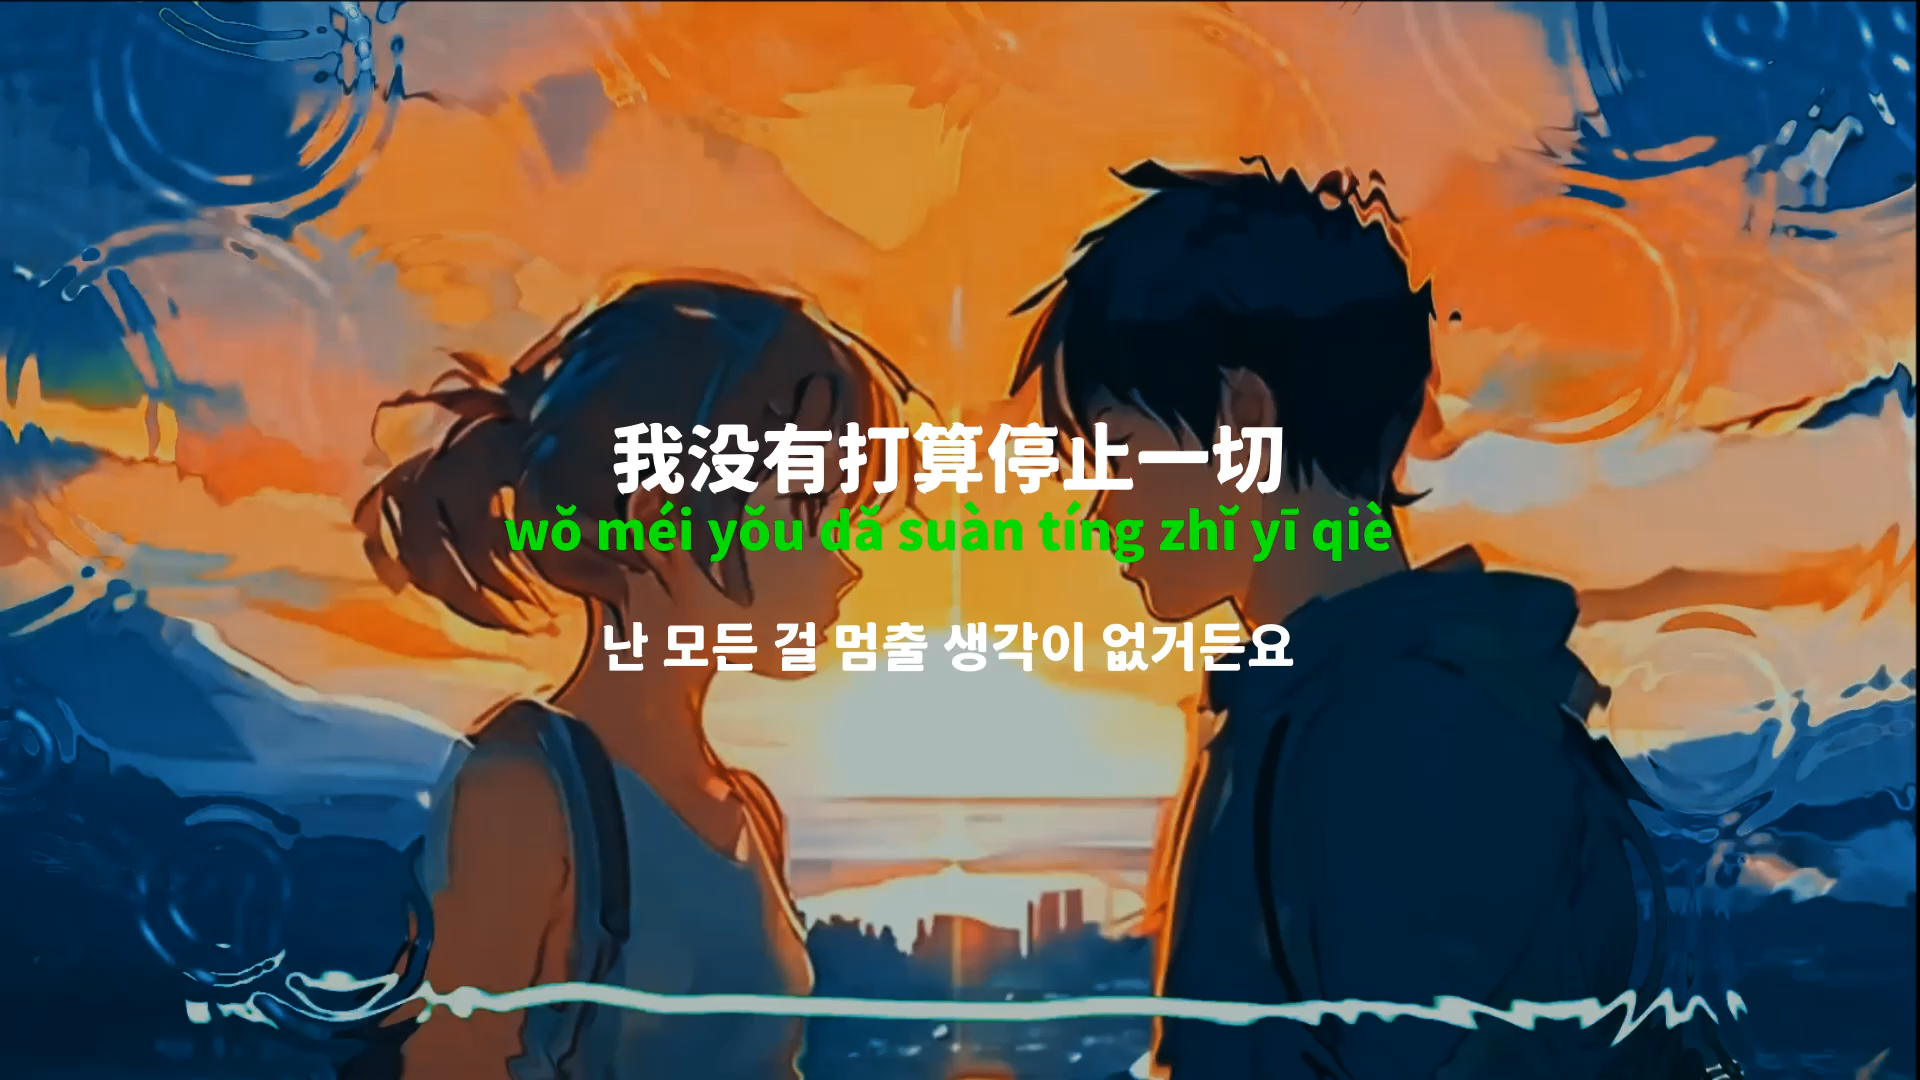 我没有打算停止一切
wǒ méi yǒu dǎ suàn tíng zhǐ yī qiè
난 모든 걸 멈출 생각이 없거든요